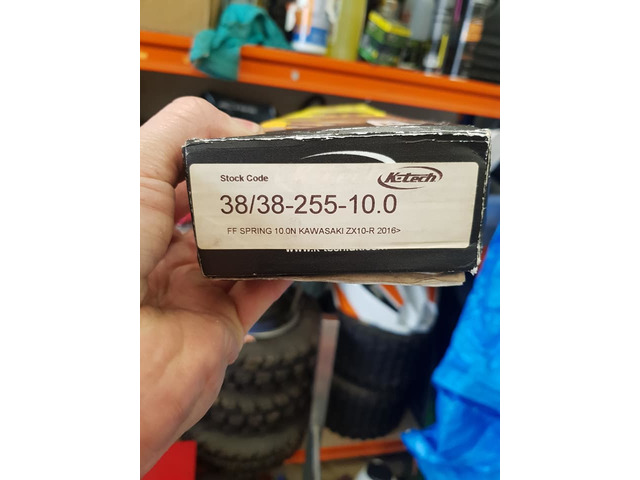 Stock Code
K-tech
38/38-255-10.0
FF SPRING 10.0N KAWASAKI ZX10-R 2016>